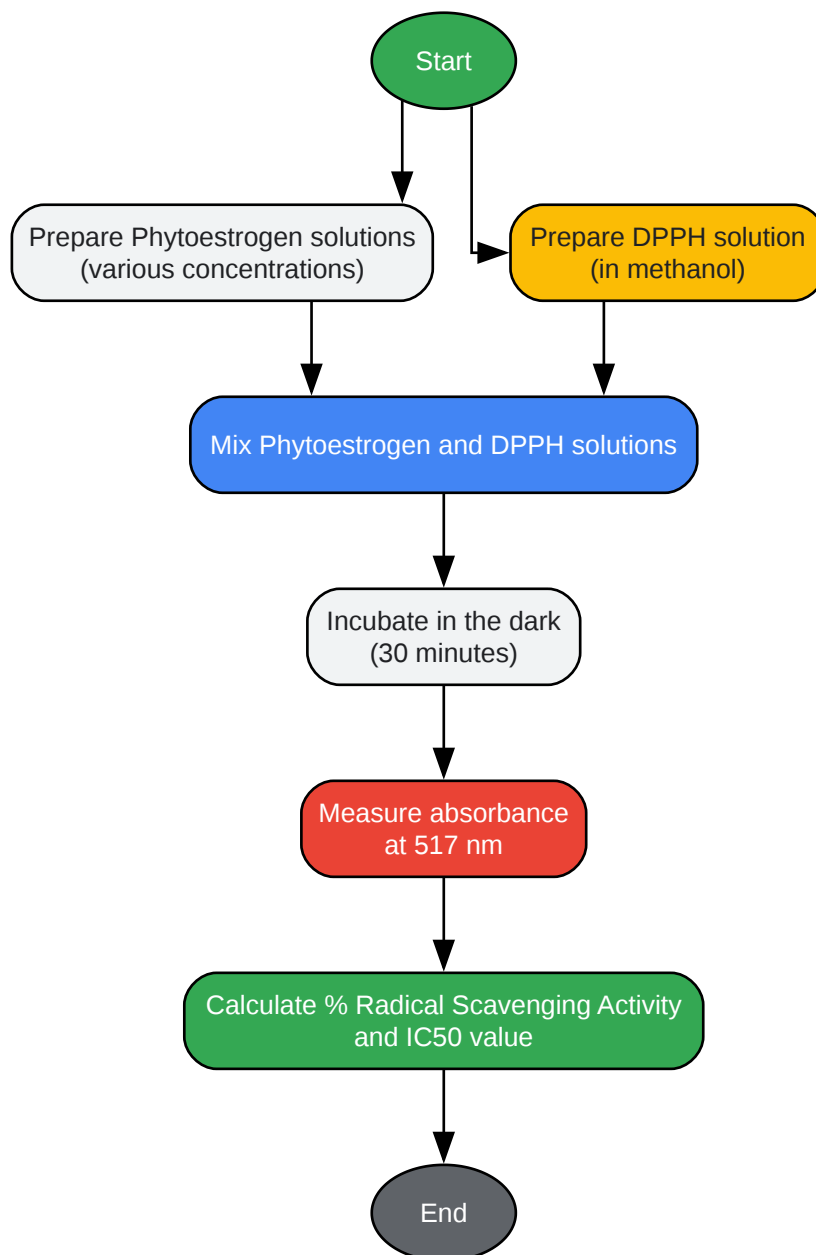 Start
Prepare Phytoestrogen solutions
(various concentrations)
Prepare DPPH solution
(in methanol)
Mix Phytoestrogen and DPPH solutions
Incubate in the dark
(30 minutes)
Measure absorbance
at 517 nm
Calculate % Radical Scavenging Activity
and IC50 value
End